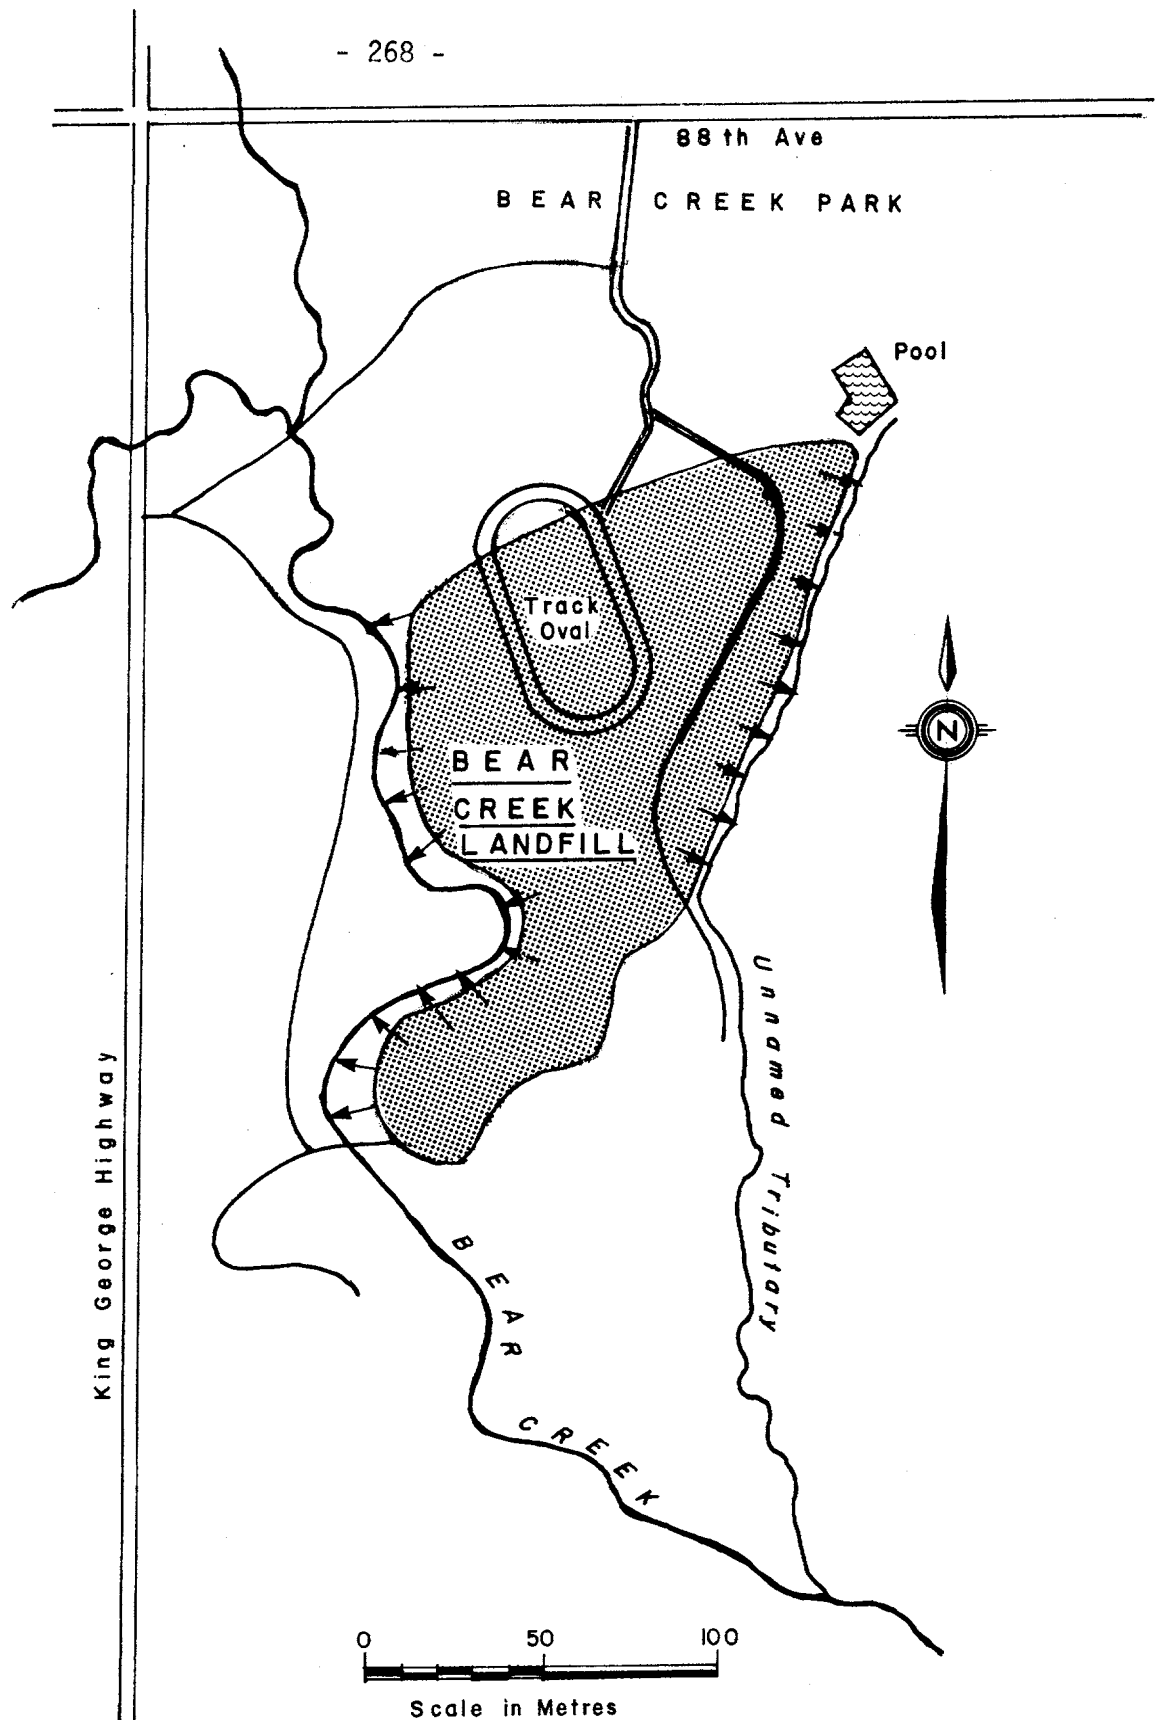 - 268 -
88th Ave
BEAR CREEK PARK
Pool
Track
Oval
BEAR
CREEK
LANDFILL
N
Unnamed Tributary
King George Highway
BEAR CREEK
0 50 100
Scale in Metres